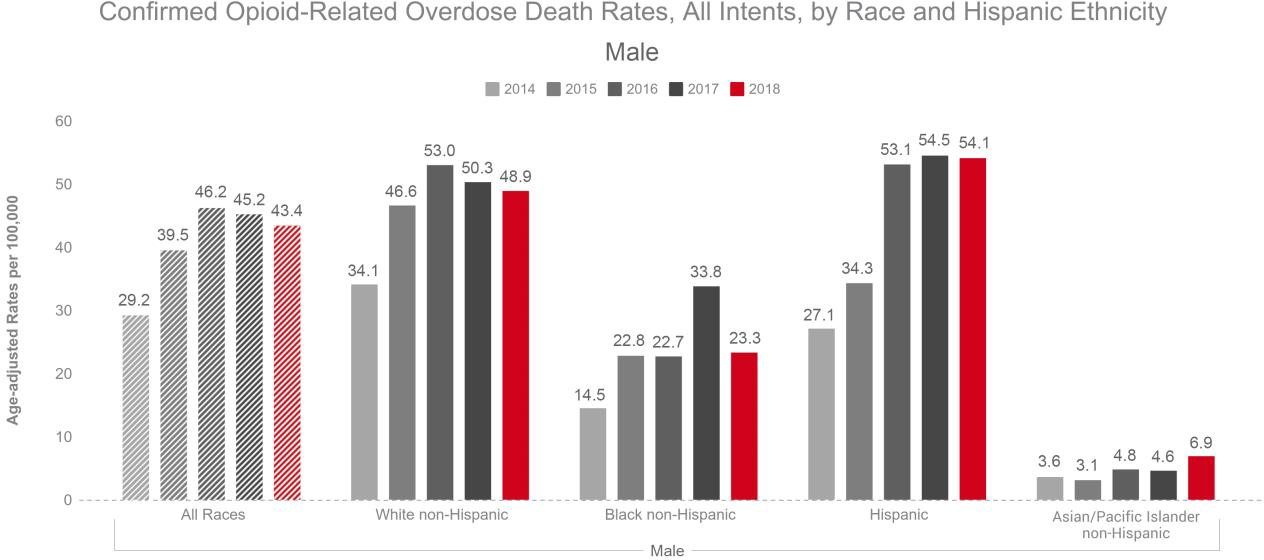 Confirmed Opioid-Related Overdose Death Rates, All Intents, by Race and Hispanic Ethnicity
Male
2014 2015 2016 2017 2018
Age-adjusted Rates per 100,000
60
50
40
30
20
10
0
29.2 39.5 46.2 45.2 43.4
34.1 46.6 53.0 50.3 48.9
14.5 22.8 22.7 33.8 23.3
27.1 34.3 53.1 54.5 54.1
3.6 3.1 4.8 4.6 6.9
All Races
White non-Hispanic
Black non-Hispanic
Hispanic
Asian/Pacific Islander
non-Hispanic
Male